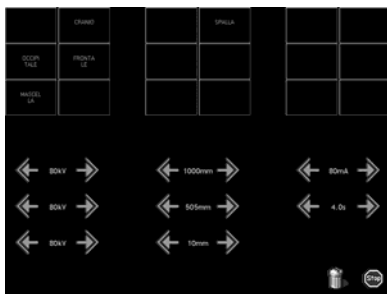 CRANIO
SPALLA
OCCIPI
TALE
FRONTA
LE
MASCEL
LA
80kV
1000mm
80mA
80kV
505mm
4.0s
80kV
10mm
Stop